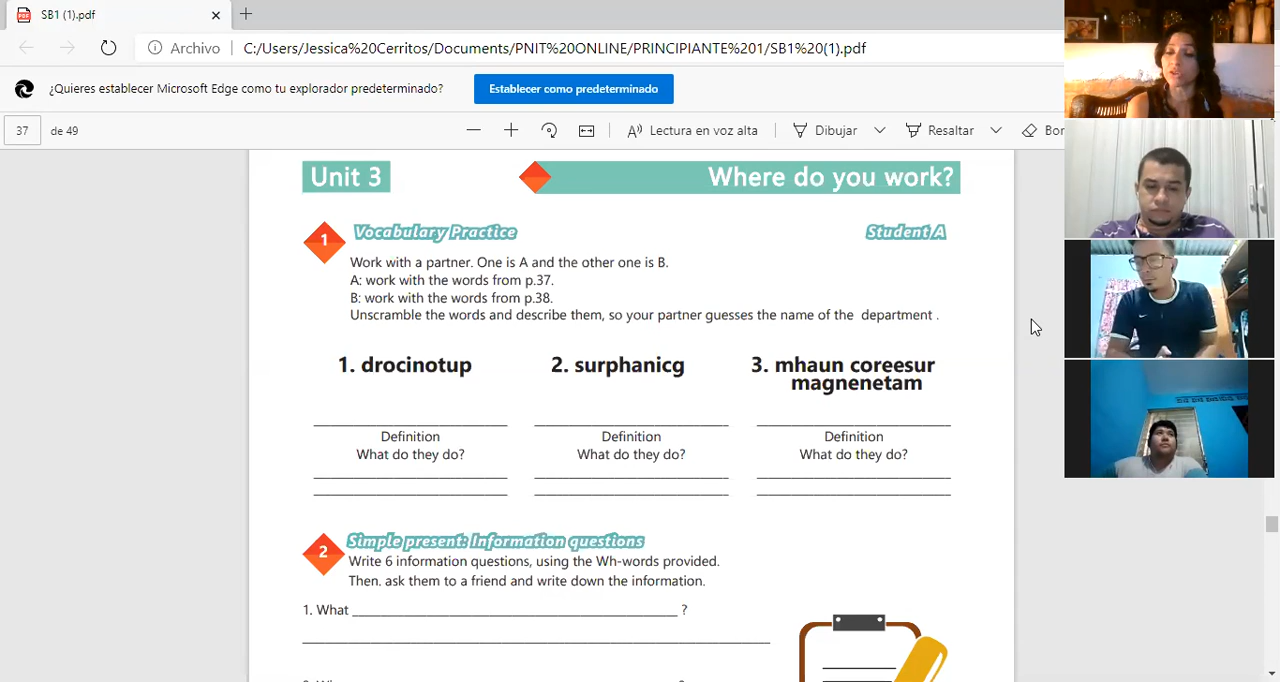 SB1 (1).pdf
Archivo
C:/Users/Jessica%20Cerritos/Documents/PNIT%20ONLINE/PRINCIPIANTE%201/SB1%20(1).pdf
¿Quieres establecer Microsoft Edge como tu explorador predeterminado?
Establecer como predeterminado
37 de 49
Lectura en voz alta
Dibujar
Resaltar
Bor
Unit 3
Where do you work?
1
Vocabulary Practice
Student A
Work with a partner. One is A and the other one is B.
A: work with the words from p.37.
B: work with the words from p.38.
Unscramble the words and describe them, so your partner guesses the name of the department .
1. drocinotup
2. surphanicg
3. mhaun coreesur
magnenetam
Definition
What do they do?
Definition
What do they do?
Definition
What do they do?
2
Simple present: Information questions
Write 6 information questions, using the Wh-words provided.
Then. ask them to a friend and write down the information.
1. What ?